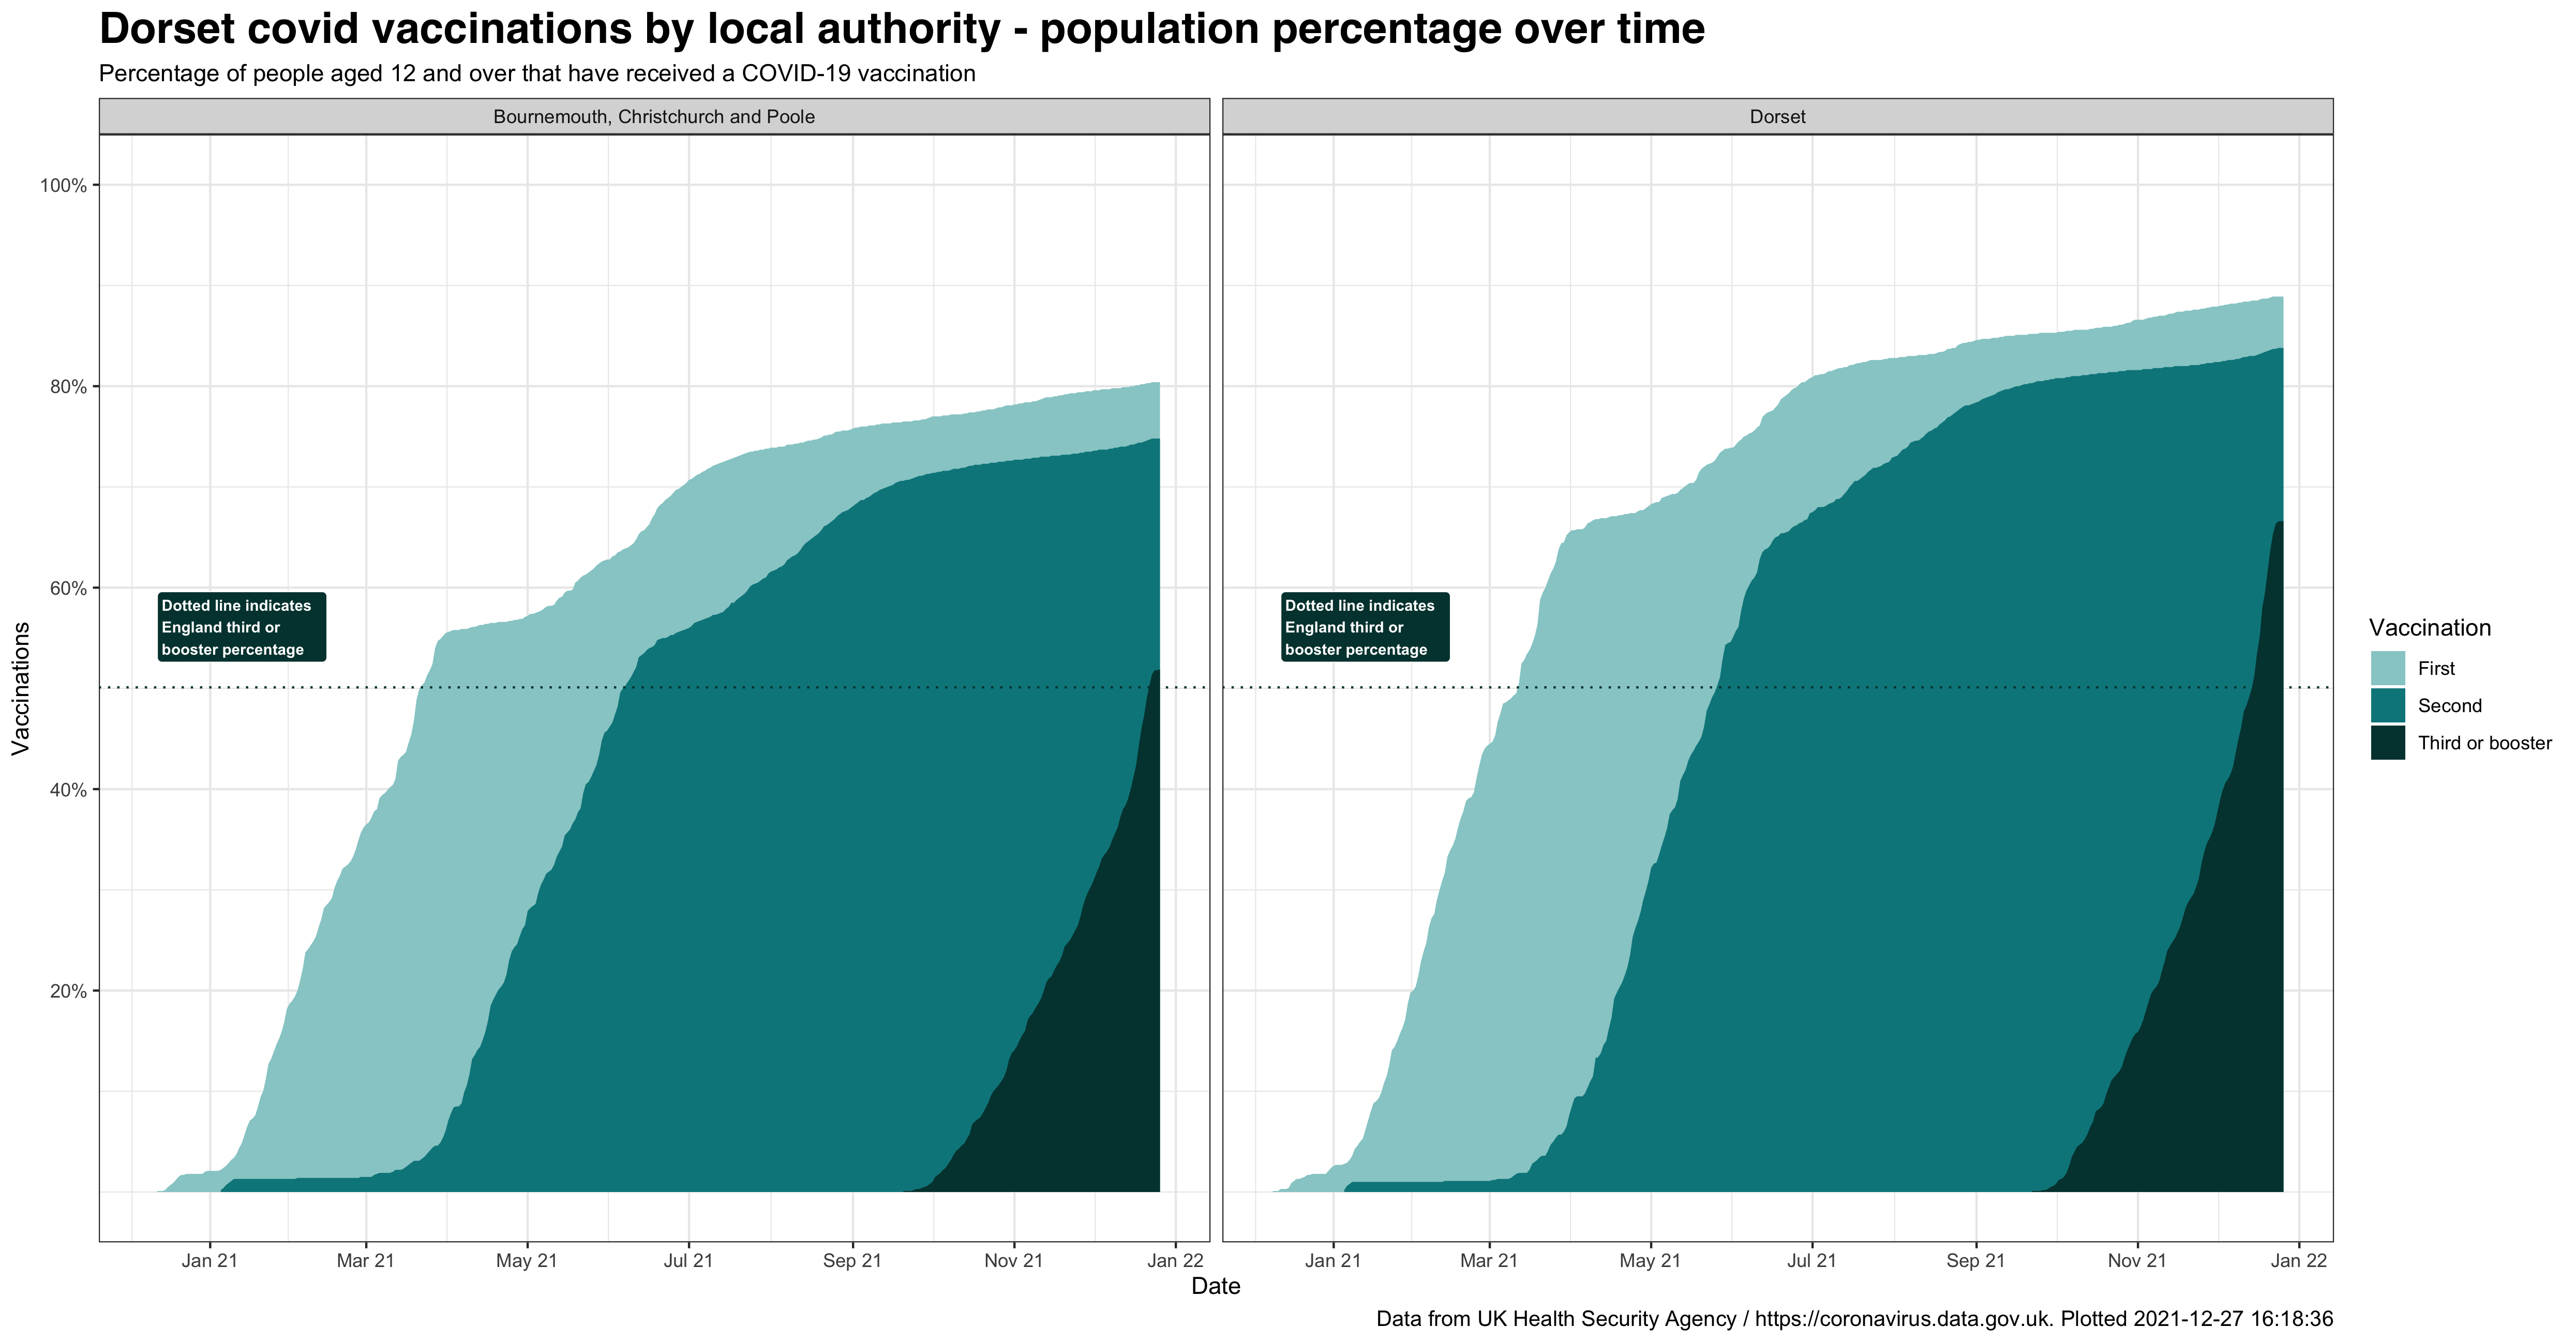 Dorset covid vaccinations by local authority - population percentage over time
Percentage of people aged 12 and over that have received a COVID-19 vaccination
Bournemouth, Christchurch and Poole
Dorset
Vaccinations
100%
80%
60%
40%
20%
Dotted line indicates
England third or
booster percentage
Dotted line indicates
England third or
booster percentage
Vaccination
First
Second
Third or booster
Jan 21 Mar 21 May 21 Jul 21 Sep 21 Nov 21 Jan 22
Jan 21 Mar 21 May 21 Jul 21 Sep 21 Nov 21 Jan 22
Date
Data from UK Health Security Agency / https://coronavirus.data.gov.uk. Plotted 2021-12-27 16:18:36